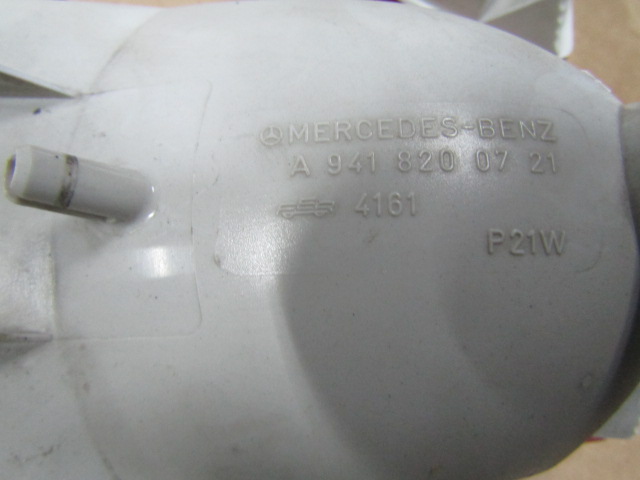 MERCEDES-BENZ
A 941 820 07 21
4161
P21W